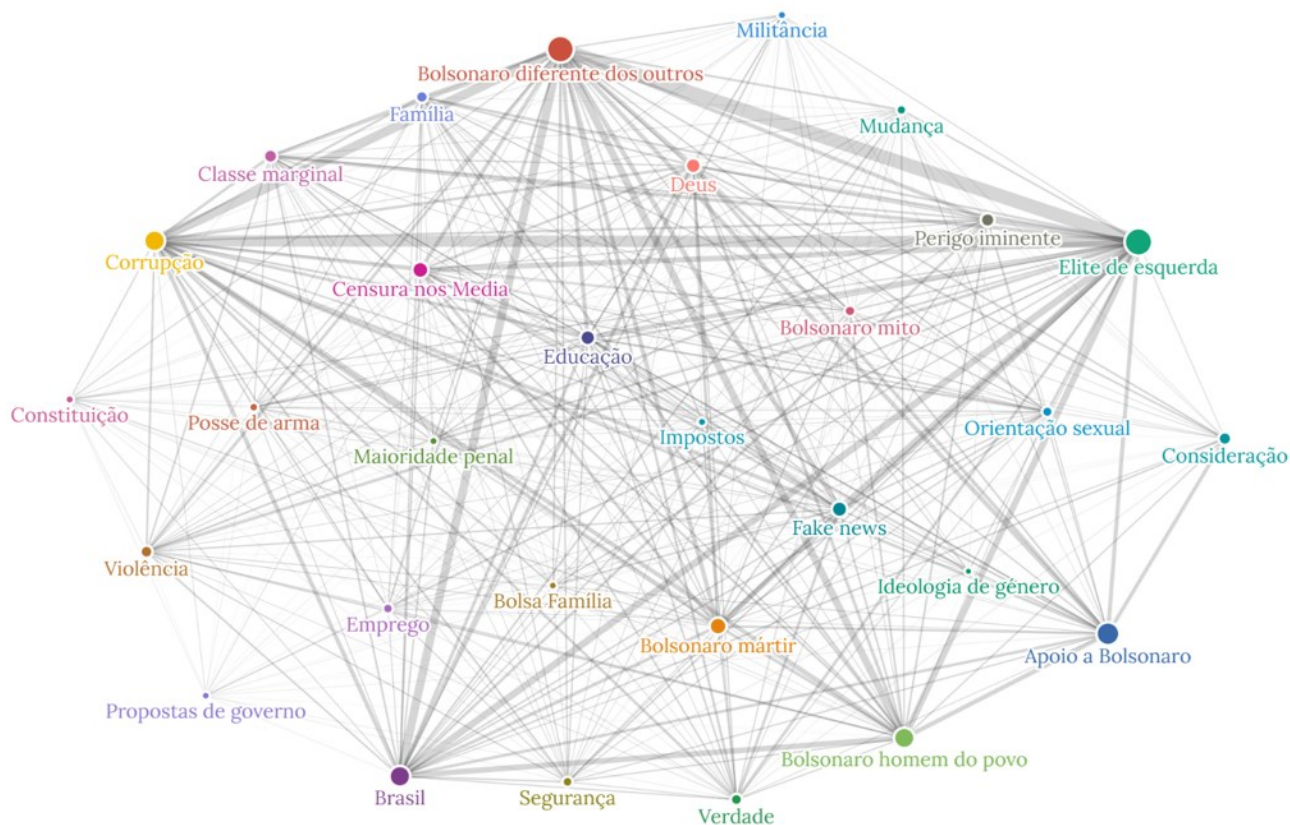 Militância
Bolsonaro diferente dos outros
Família
Mudança
Classe marginal
Deus
Perigo iminente
Corrupção
Elite de esquerda
Censura nos Media
Bolsonaro mito
Educação
Constituição
Posse de arma
Impostos
Orientação sexual
Maioridade penal
Consideração
Fake news
Violência
Ideologia de género
Bolsa Família
Emprego
Bolsonaro mártir
Apoio a Bolsonaro
Propostas de governo
Bolsonaro homem do povo
Brasil
Segurança
Verdade